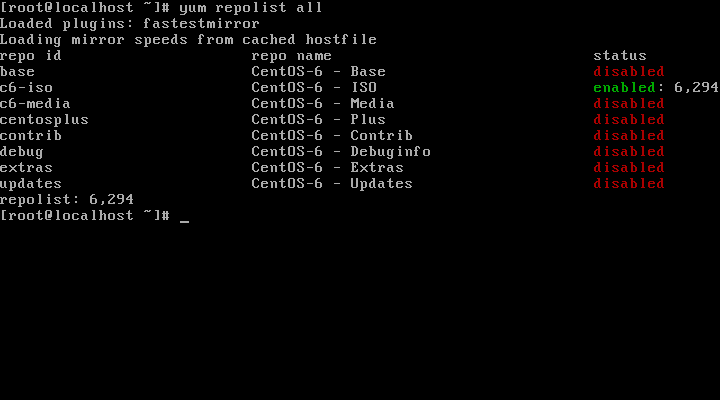 [root@localhost ~]# yum repolist all
Loaded plugins: fastestmirror
Loading mirror speeds from cached hostfile
repo id repo name status
base CentOS-6 - Base disabled
c6-iso CentOS-6 - ISO enabled: 6,294
c6-media CentOS-6 - Media disabled
centosplus CentOS-6 - Plus disabled
contrib CentOS-6 - Contrib disabled
debug CentOS-6 - Debuginfo disabled
extras CentOS-6 - Extras disabled
updates CentOS-6 - Updates disabled
repolist: 6,294
[root@localhost ~]# _